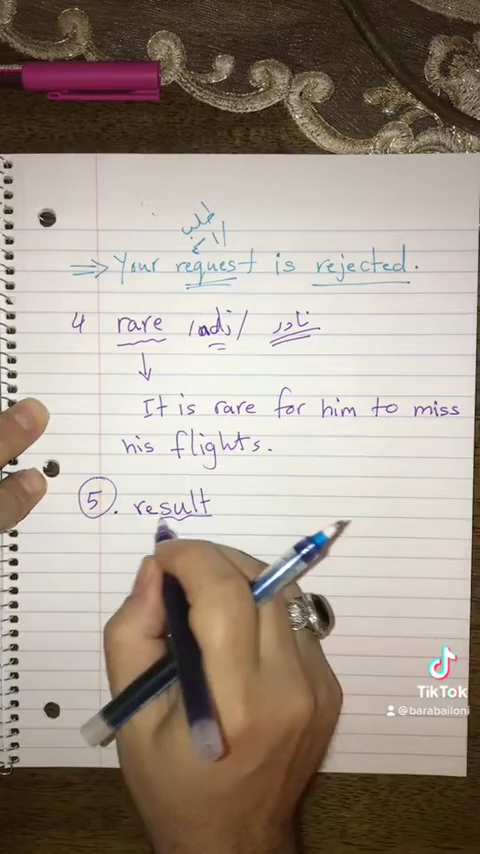 طلب
⇒ Your request is rejected.
4 rare /adj/ نادر
↓
It is rare for him to miss
his flights.
5. result
TikTok
@barabailoni